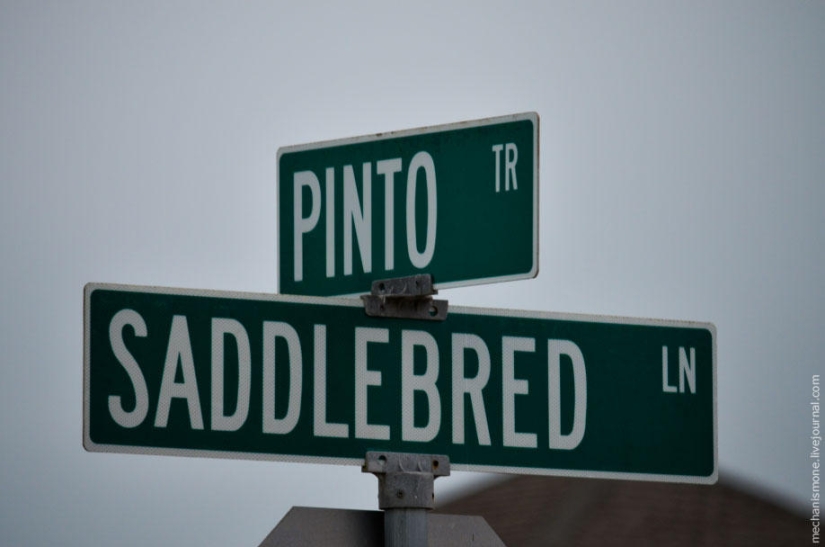 PINTO TR
SADDLEBRED LN
mechanismone.livejournal.com